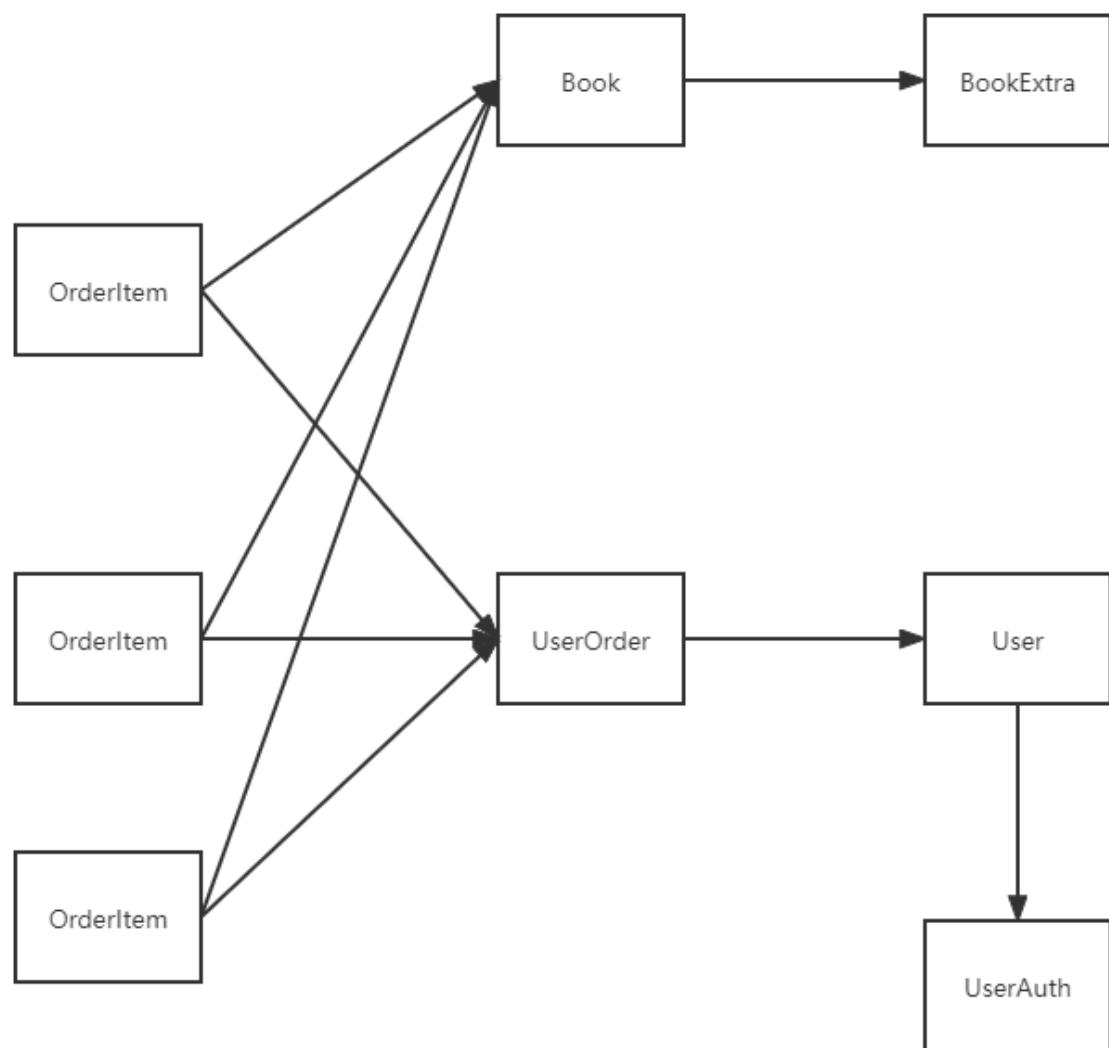 Book
BookExtra
OrderItem
OrderItem
UserOrder
User
OrderItem
UserAuth